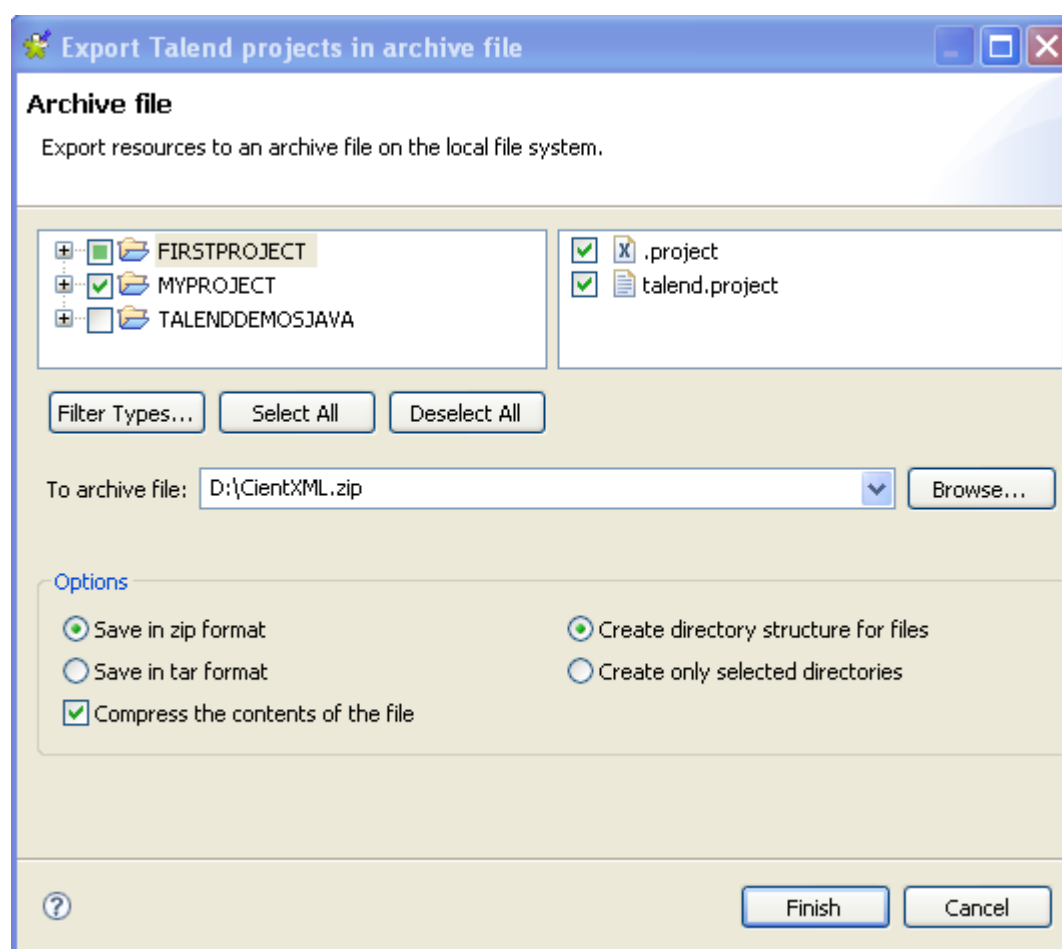 Export Talend projects in archive file
Archive file
Export resources to an archive file on the local file system.
FIRSTPROJECT
MYPROJECT
TALENDDEMOSJAVA
.project
talend.project
Filter Types...
Select All
Deselect All
To archive file:
D:\CientXML.zip
Browse...
Options
Save in zip format
Create directory structure for files
Save in tar format
Create only selected directories
Compress the contents of the file
Finish
Cancel